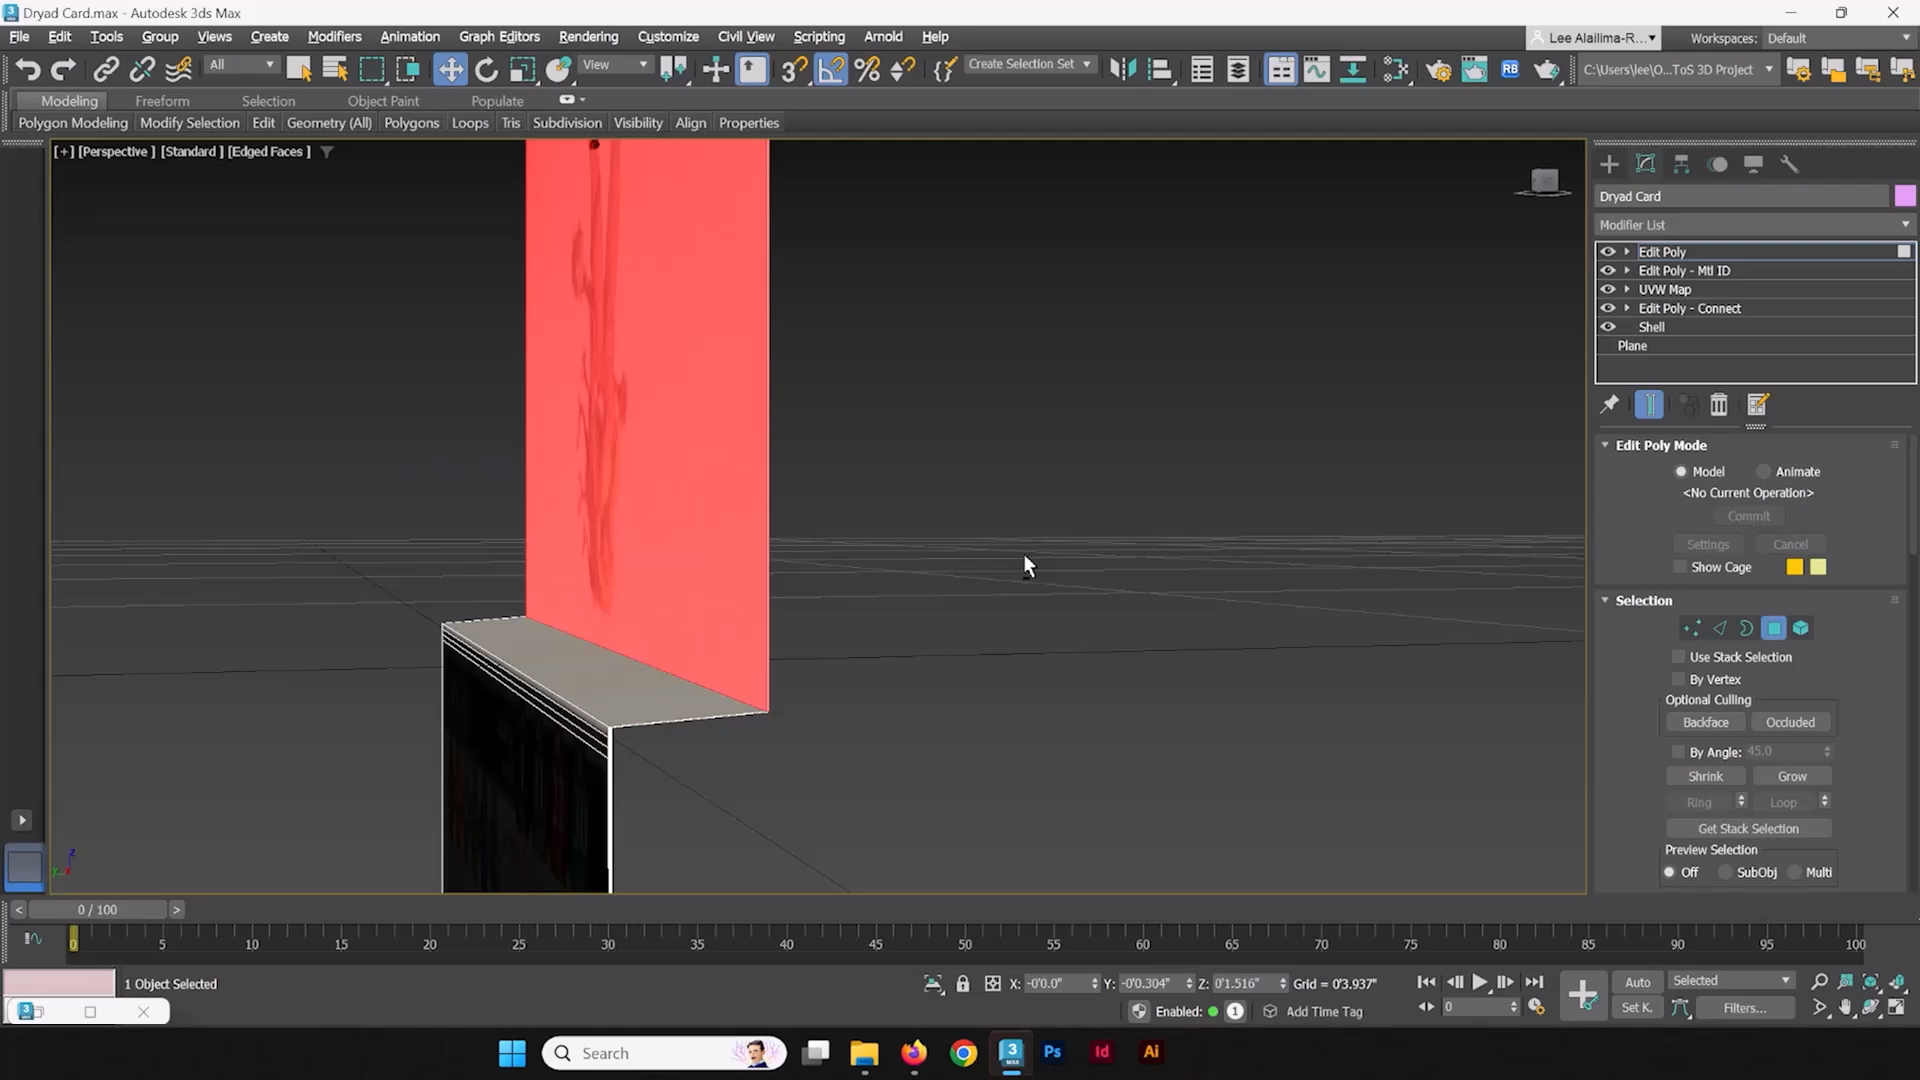 Dryad Card.max - Autodesk 3ds Max
File Edit Tools Group Views Create Modifiers Animation Graph Editors Rendering Customize Civil View Scripting Arnold Help
Lee Alailima-R... Workspaces: Default
All View Create Selection Set RB C:\Users\lee\O...ToS 3D Project
Modeling Freeform Selection Object Paint Populate
Polygon Modeling Modify Selection Edit Geometry (All) Polygons Loops Tris Subdivision Visibility Align Properties
[+] [Perspective ] [Standard ] [Edged Faces ]
Dryad Card
Modifier List
Edit Poly
Edit Poly - Mtl ID
UVW Map
Edit Poly - Connect
Shell
Plane
Edit Poly Mode
Model Animate
<No Current Operation>
Commit
Settings Cancel
Show Cage
Selection
Use Stack Selection
By Vertex
Optional Culling
Backface Occluded
By Angle: 45.0
Shrink Grow
Ring Loop
Get Stack Selection
Preview Selection
Off SubObj Multi
z
< 0 / 100 >
0 5 10 15 20 25 30 35 40 45 50 55 60 65 70 75 80 85 90 95 100
1 Object Selected X: -0'0.0" Y: -0'0.304" Z: 0'1.516" Grid = 0'3.937" Auto Selected
Enabled: 1 Add Time Tag 0 Set K. Filters...
Search 3 MAX Ps Id Ai